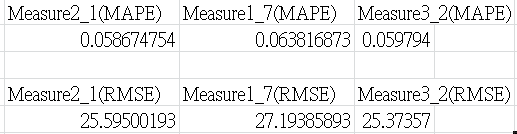 Measure2_1(MAPE) Measure1_7(MAPE) Measure3_2(MAPE)
0.058674754 0.063816873 0.059794
Measure2_1(RMSE) Measure1_7(RMSE) Measure3_2(RMSE)
25.59500193 27.19385893 25.37357